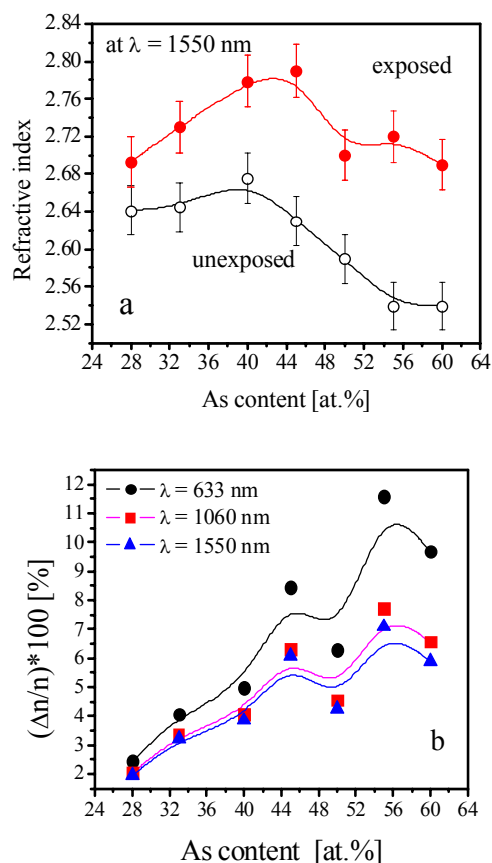 2.84
2.80
2.76
2.72
2.68
2.64
2.60
2.56
2.52
Refractive index
at λ = 1550 nm
exposed
unexposed
a
24 28 32 36 40 44 48 52 56 60 64
As content [at.%]
12
11
10
9
8
7
6
5
4
3
2
(Δn/n)*100 [%]
λ = 633 nm
λ = 1060 nm
λ = 1550 nm
b
24 28 32 36 40 44 48 52 56 60 64
As content [at.%]